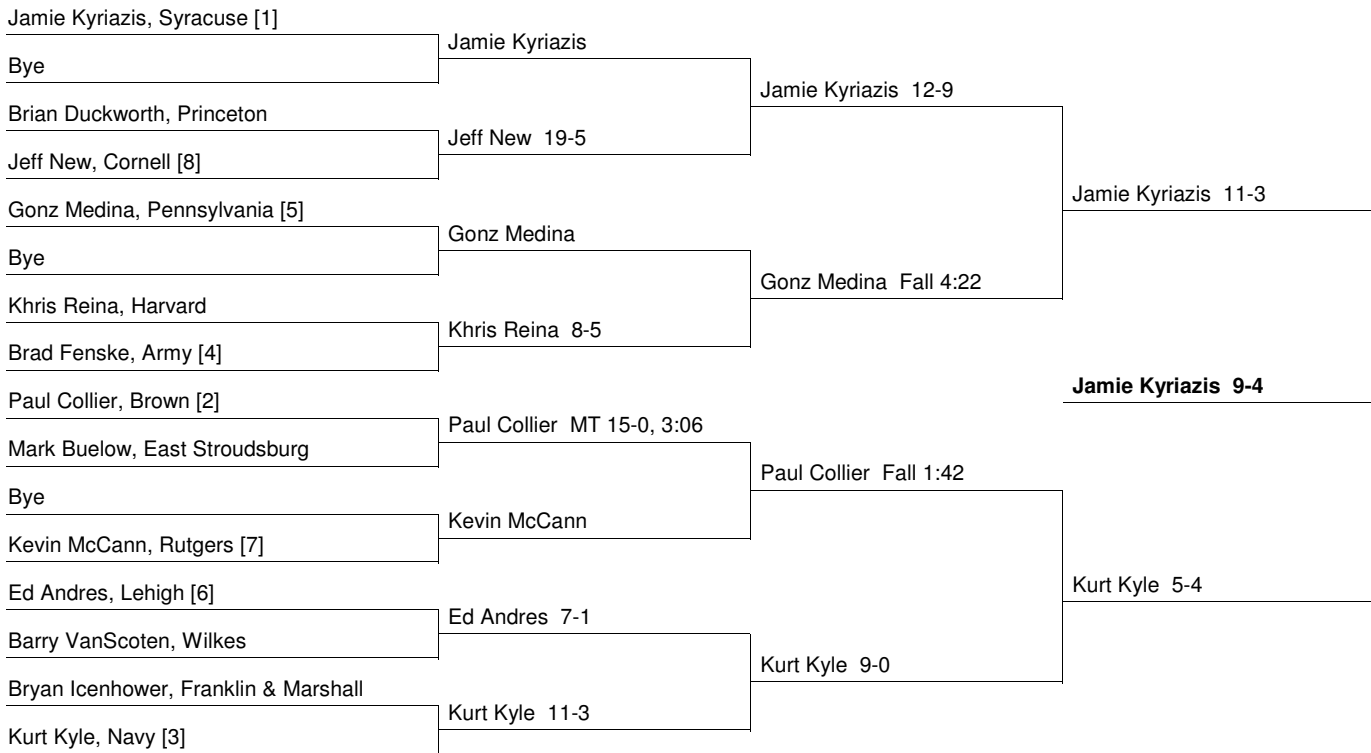 Jamie Kyriazis, Syracuse [1]
Bye
Brian Duckworth, Princeton
Jeff New, Cornell [8]
Gonz Medina, Pennsylvania [5]
Bye
Khris Reina, Harvard
Brad Fenske, Army [4]
Paul Collier, Brown [2]
Mark Buelow, East Stroudsburg
Bye
Kevin McCann, Rutgers [7]
Ed Andres, Lehigh [6]
Barry VanScoten, Wilkes
Bryan Icenhower, Franklin & Marshall
Kurt Kyle, Navy [3]
Jamie Kyriazis
Jeff New 19-5
Gonz Medina
Khris Reina 8-5
Paul Collier MT 15-0, 3:06
Kevin McCann
Ed Andres 7-1
Kurt Kyle 11-3
Jamie Kyriazis 12-9
Gonz Medina Fall 4:22
Paul Collier Fall 1:42
Kurt Kyle 9-0
Jamie Kyriazis 11-3
Jamie Kyriazis 9-4
Kurt Kyle 5-4